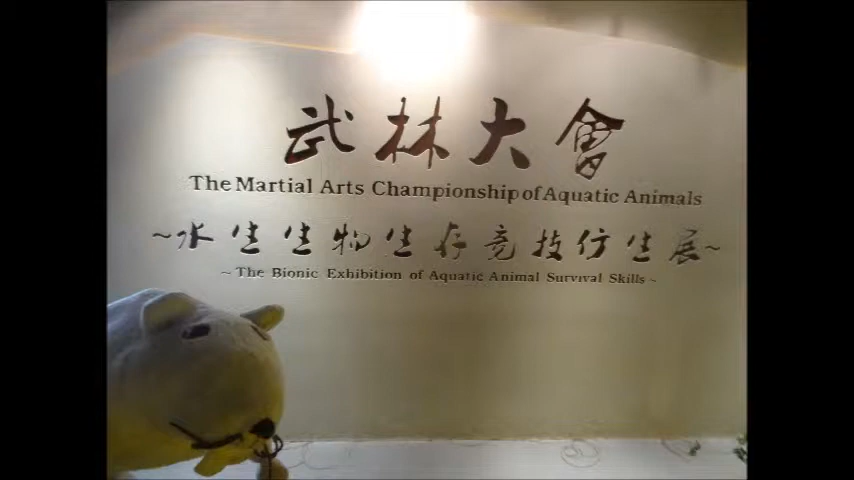 武林大會
The Martial Arts Championship of Aquatic Animals
~水生生物生存競技仿生展~
~The Bionic Exhibition of Aquatic Animal Survival Skills~